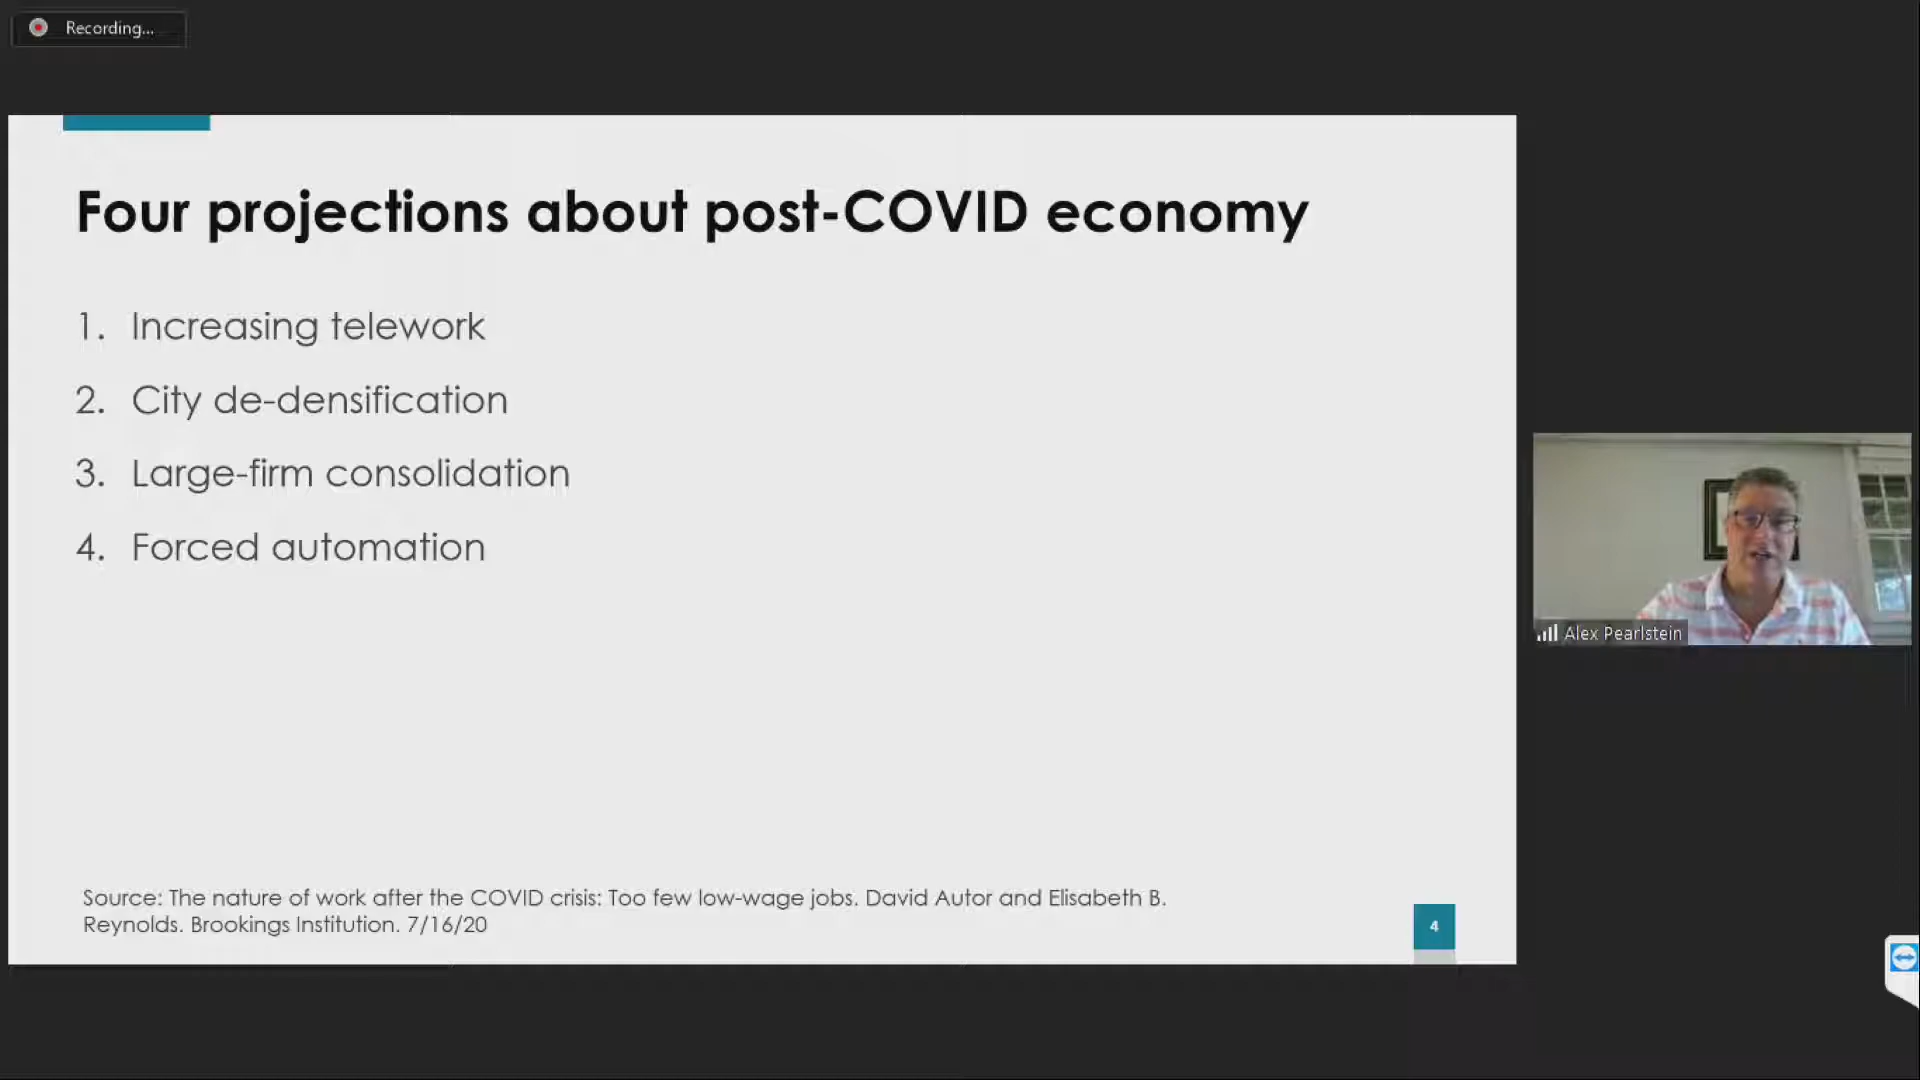 Recording...
Four projections about post-COVID economy
1. Increasing telework
2. City de-densification
3. Large-firm consolidation
4. Forced automation
Alex Pearlstein
Source: The nature of work after the COVID crisis: Too few low-wage jobs. David Autor and Elisabeth B.
Reynolds. Brookings Institution. 7/16/20
4